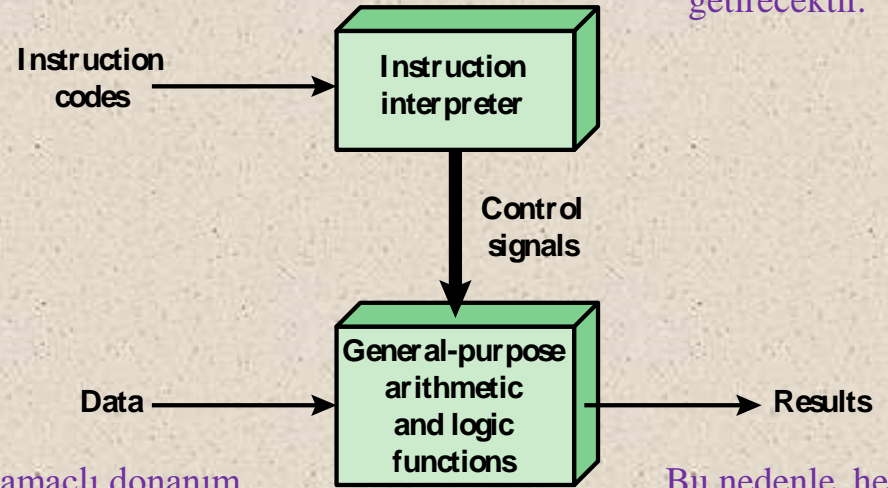 getirecektir.
Instruction
codes
Instruction
interpreter
Control
signals
General-purpose
arithmetic
and logic
functions
Data
Results
amaçlı donanım
Bu nedenle, he